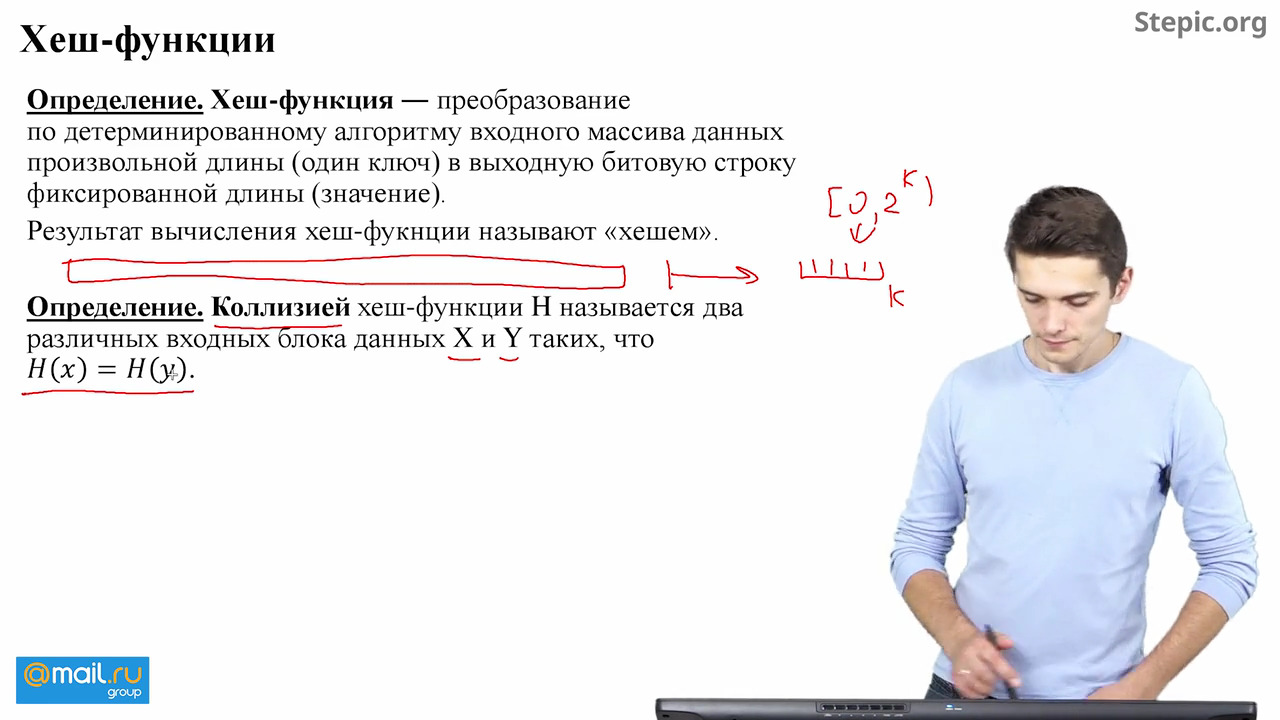 Stepic.org
Хеш-функции
Определение. Хеш-функция — преобразование
по детерминированному алгоритму входного массива данных
произвольной длины (один ключ) в выходную битовую строку
фиксированной длины (значение).
Результат вычисления хеш-фукнции называют «хешем».
[0, 2^K)
K
Определение. Коллизией хеш-функции H называется два
различных входных блока данных X и Y таких, что
H(x) = H(y).
@mail.ru
group